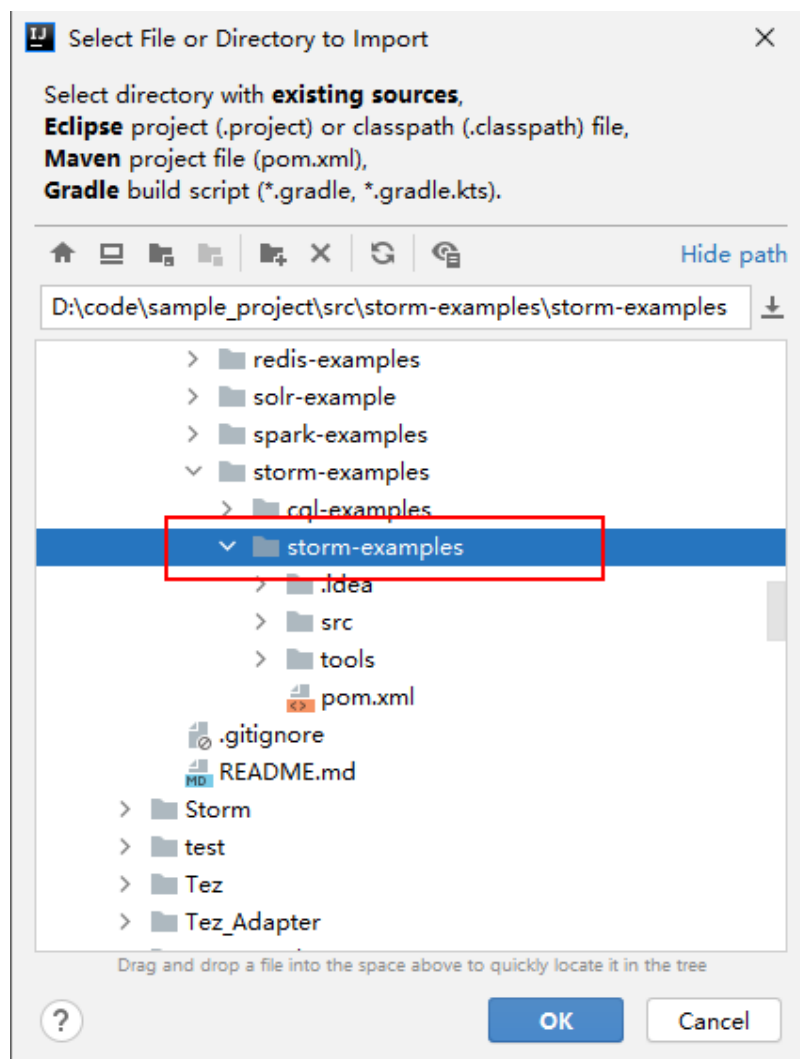 IJ
Select File or Directory to Import
Select directory with existing sources,
Eclipse project (.project) or classpath (.classpath) file,
Maven project file (pom.xml),
Gradle build script (*.gradle, *.gradle.kts).
Hide path
D:\code\sample_project\src\storm-examples\storm-examples
redis-examples
solr-example
spark-examples
storm-examples
cql-examples
storm-examples
.idea
src
tools
pom.xml
.gitignore
MD README.md
Storm
test
Tez
Tez_Adapter
Drag and drop a file into the space above to quickly locate it in the tree
? OK Cancel